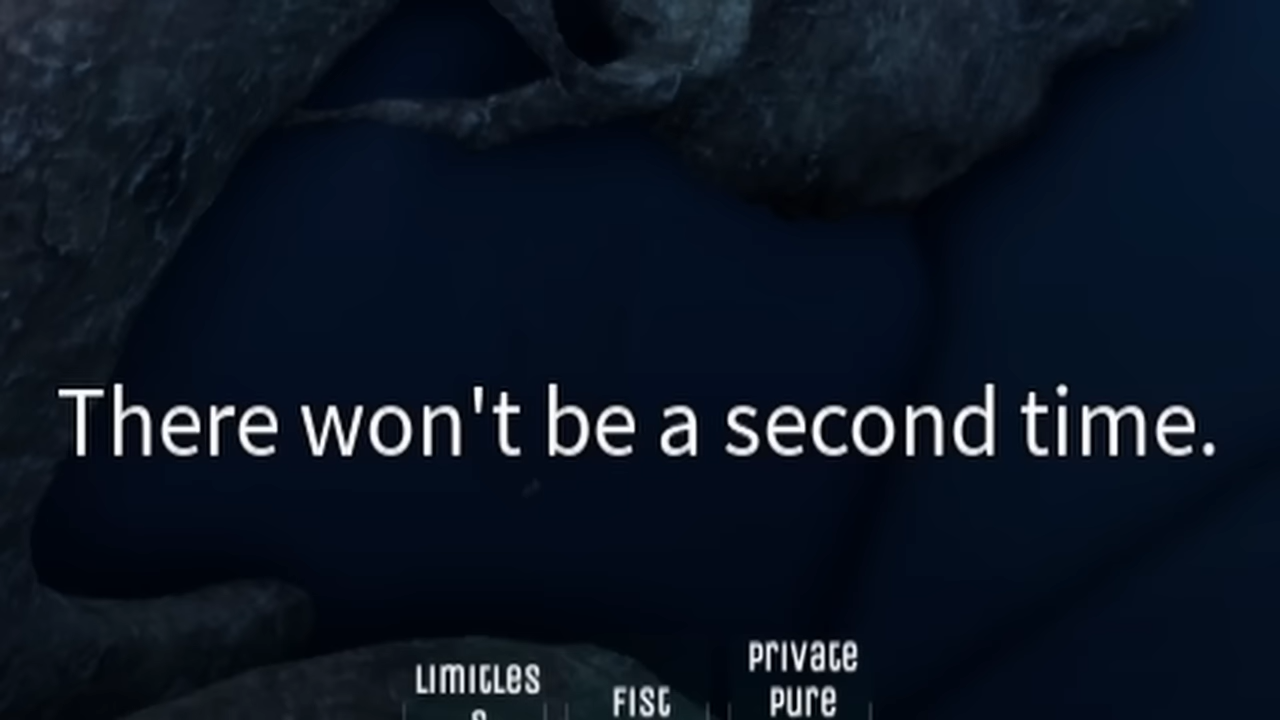 There won't be a second time.
Limitles
s
Fist
Private
Pure